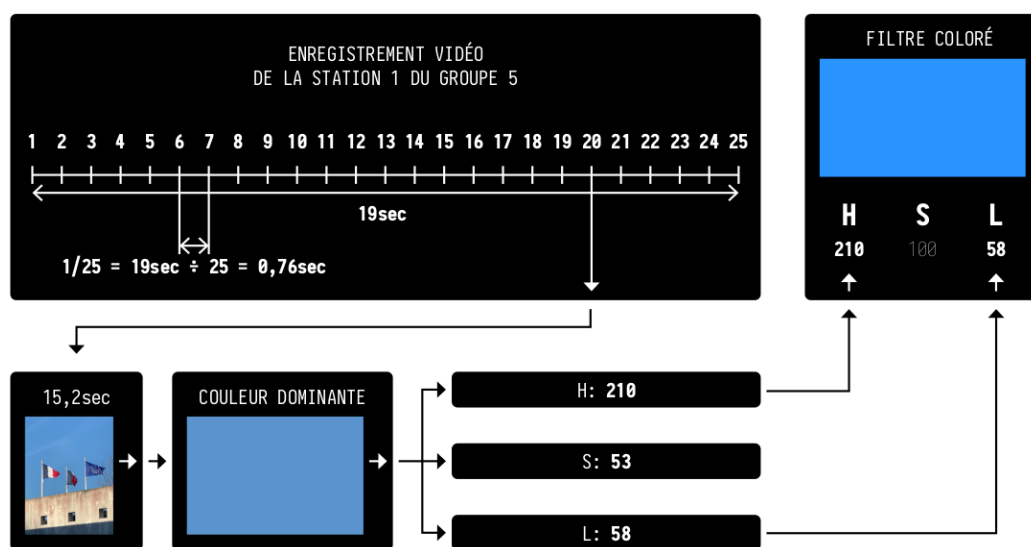 ENREGISTREMENT VIDÉO
DE LA STATION 1 DU GROUPE 5
1 2 3 4 5 6 7 8 9 10 11 12 13 14 15 16 17 18 19 20 21 22 23 24 25
19sec
1/25 = 19sec ÷ 25 = 0,76sec
FILTRE COLORÉ
H S L
210 100 58
15,2sec
COULEUR DOMINANTE
H: 210
S: 53
L: 58